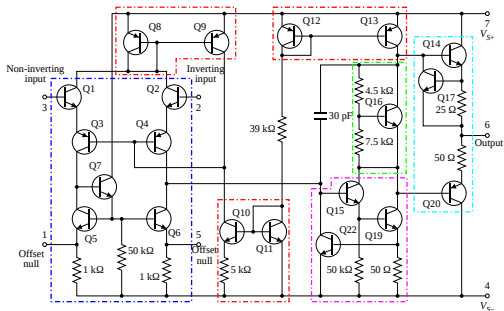 Q8
Q9
Q12
Q13
Q14
7
V_S+
Non-inverting
input
Inverting
input
Q1
Q2
3
2
4.5 kΩ
Q16
Q17
25 Ω
30 pF
39 kΩ
Q3
Q4
7.5 kΩ
6
Output
50 Ω
Q7
Q15
Q20
Q10
Q11
Q19
Q22
1
Q5
Q6
5
Offset
null
Offset
null
50 kΩ
1 kΩ
1 kΩ
5 kΩ
50 kΩ
50 Ω
4
V_S−